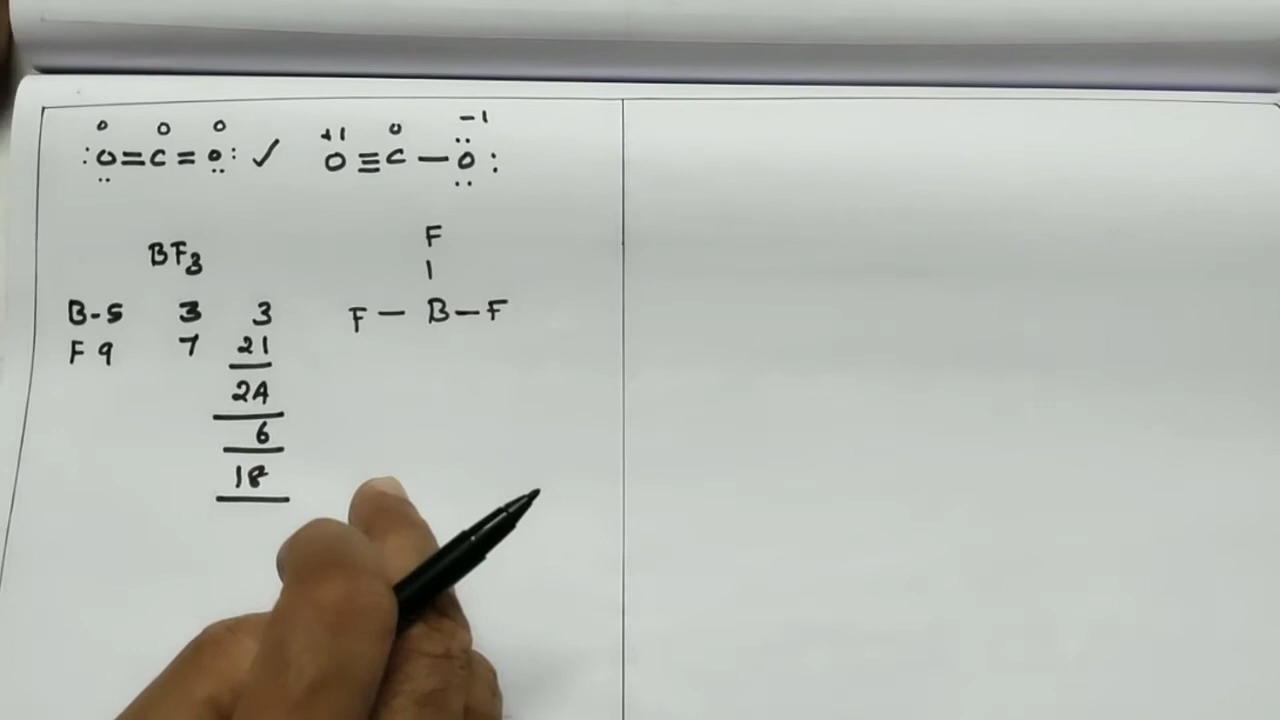 0 0 0 +1 0 -1
:Ö=C=Ö: ✓ O≡C—Ö:
BF₃
F
|
B-5 3 3 F—B—F
F 9 7 21
24
6
18